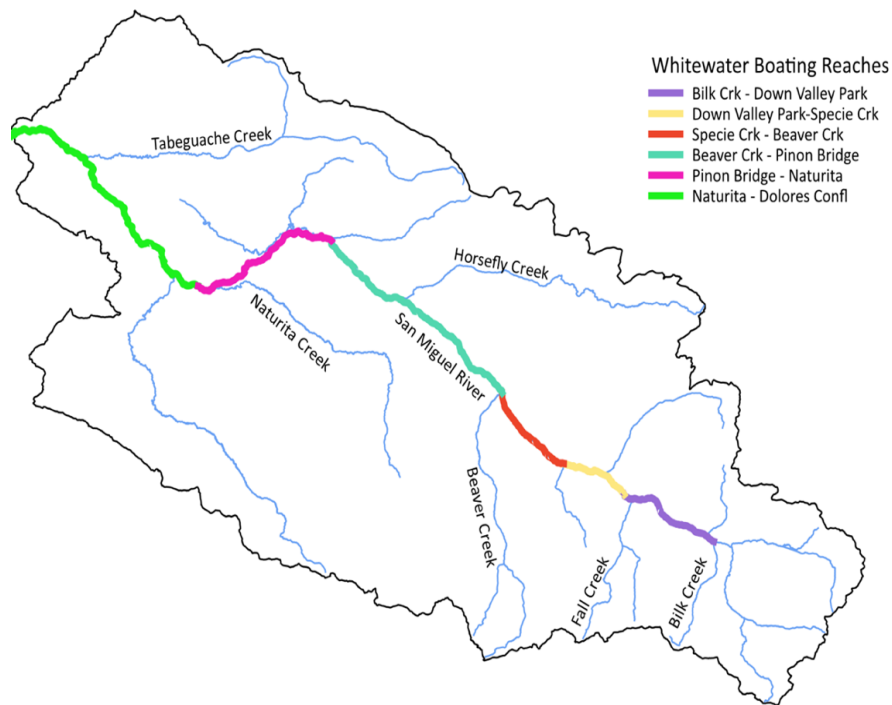 Whitewater Boating Reaches
Bilk Crk - Down Valley Park
Down Valley Park-Specie Crk
Specie Crk - Beaver Crk
Beaver Crk - Pinon Bridge
Pinon Bridge - Naturita
Naturita - Dolores Confl
Tabeguache Creek
Horsefly Creek
Naturita Creek
San Miguel River
Beaver Creek
Fall Creek
Bilk Creek